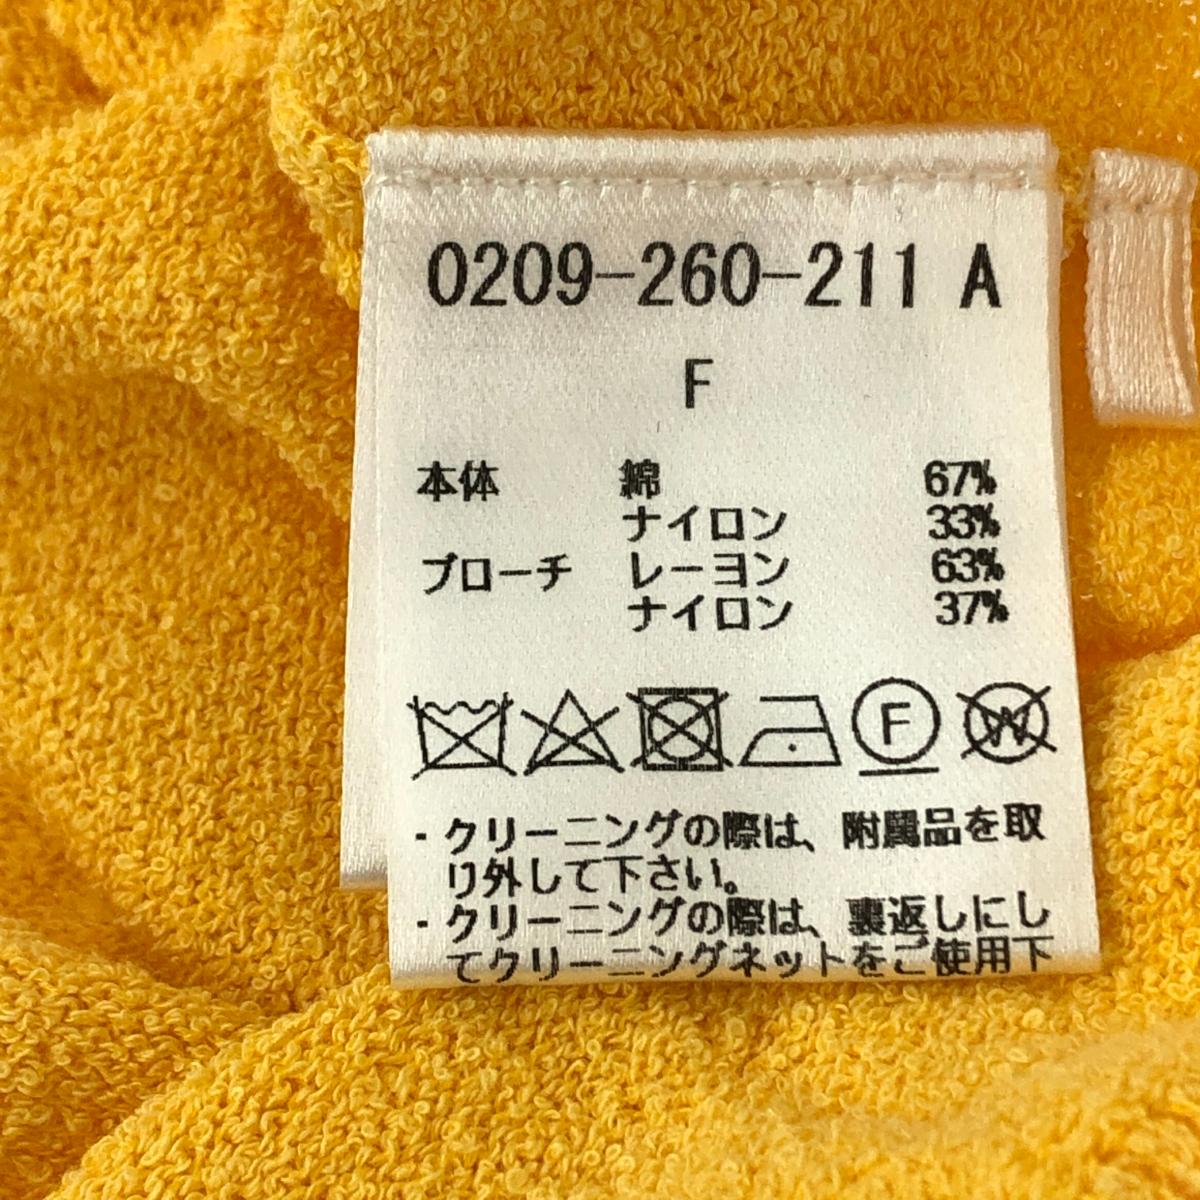 0209-260-211 A
F
本体 綿 67%
ナイロン 33%
ブローチ レーヨン 63%
ナイロン 37%
F W
・クリーニングの際は、附属品を取
り外して下さい。
・クリーニングの際は、裏返しにし
てクリーニングネットをご使用下